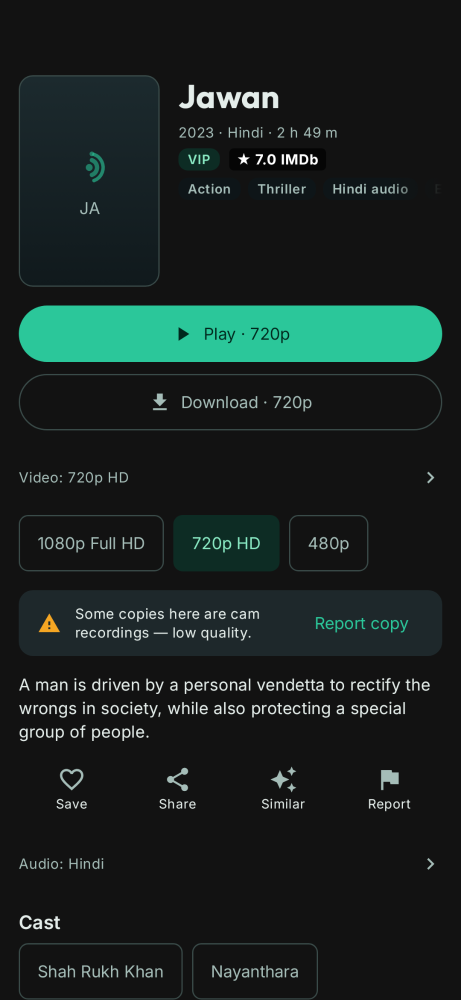 JA
Jawan
2023 · Hindi · 2 h 49 m
VIP
★ 7.0 IMDb
Action
Thriller
Hindi audio
Play · 720p
Download · 720p
Video: 720p HD
1080p Full HD
720p HD
480p
Some copies here are cam
recordings — low quality.
Report copy
A man is driven by a personal vendetta to rectify the
wrongs in society, while also protecting a special
group of people.
Save
Share
Similar
Report
Audio: Hindi
Cast
Shah Rukh Khan
Nayanthara